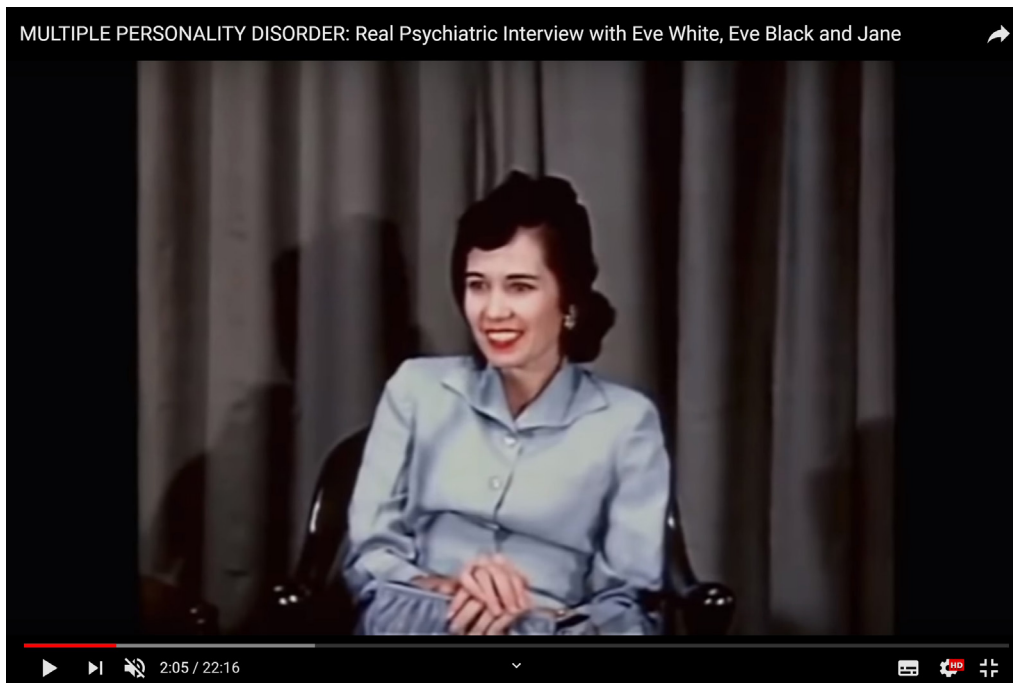 MULTIPLE PERSONALITY DISORDER: Real Psychiatric Interview with Eve White, Eve Black and Jane
2:05 / 22:16
HD